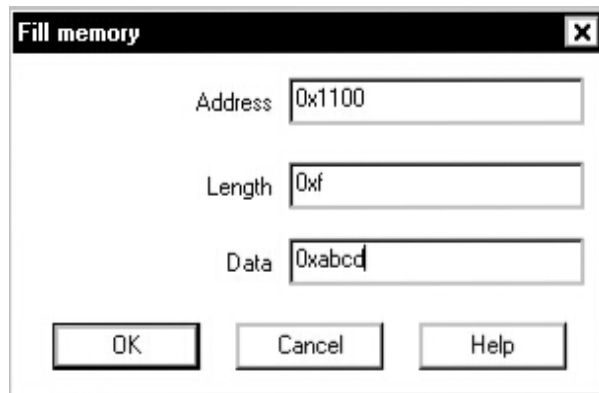 Fill memory
Address 0x1100
Length 0xf
Data 0xabcd
OK Cancel Help